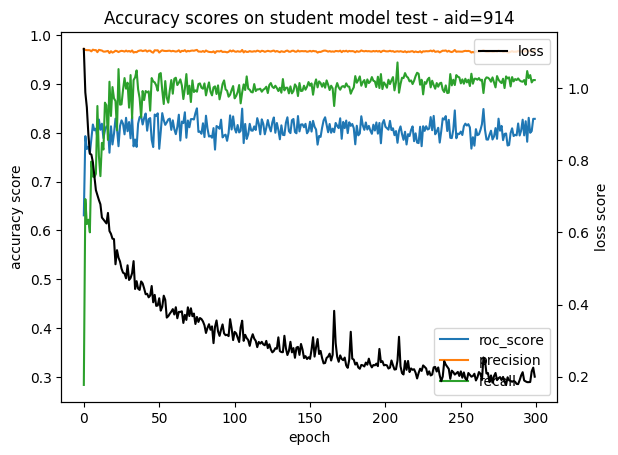 Accuracy scores on student model test - aid=914
1.0
0.9
0.8
0.7
0.6
0.5
0.4
0.3
accuracy score
0
50
100
150
200
250
300
epoch
1.0
0.8
0.6
0.4
0.2
loss score
loss
roc_score
precision
recall